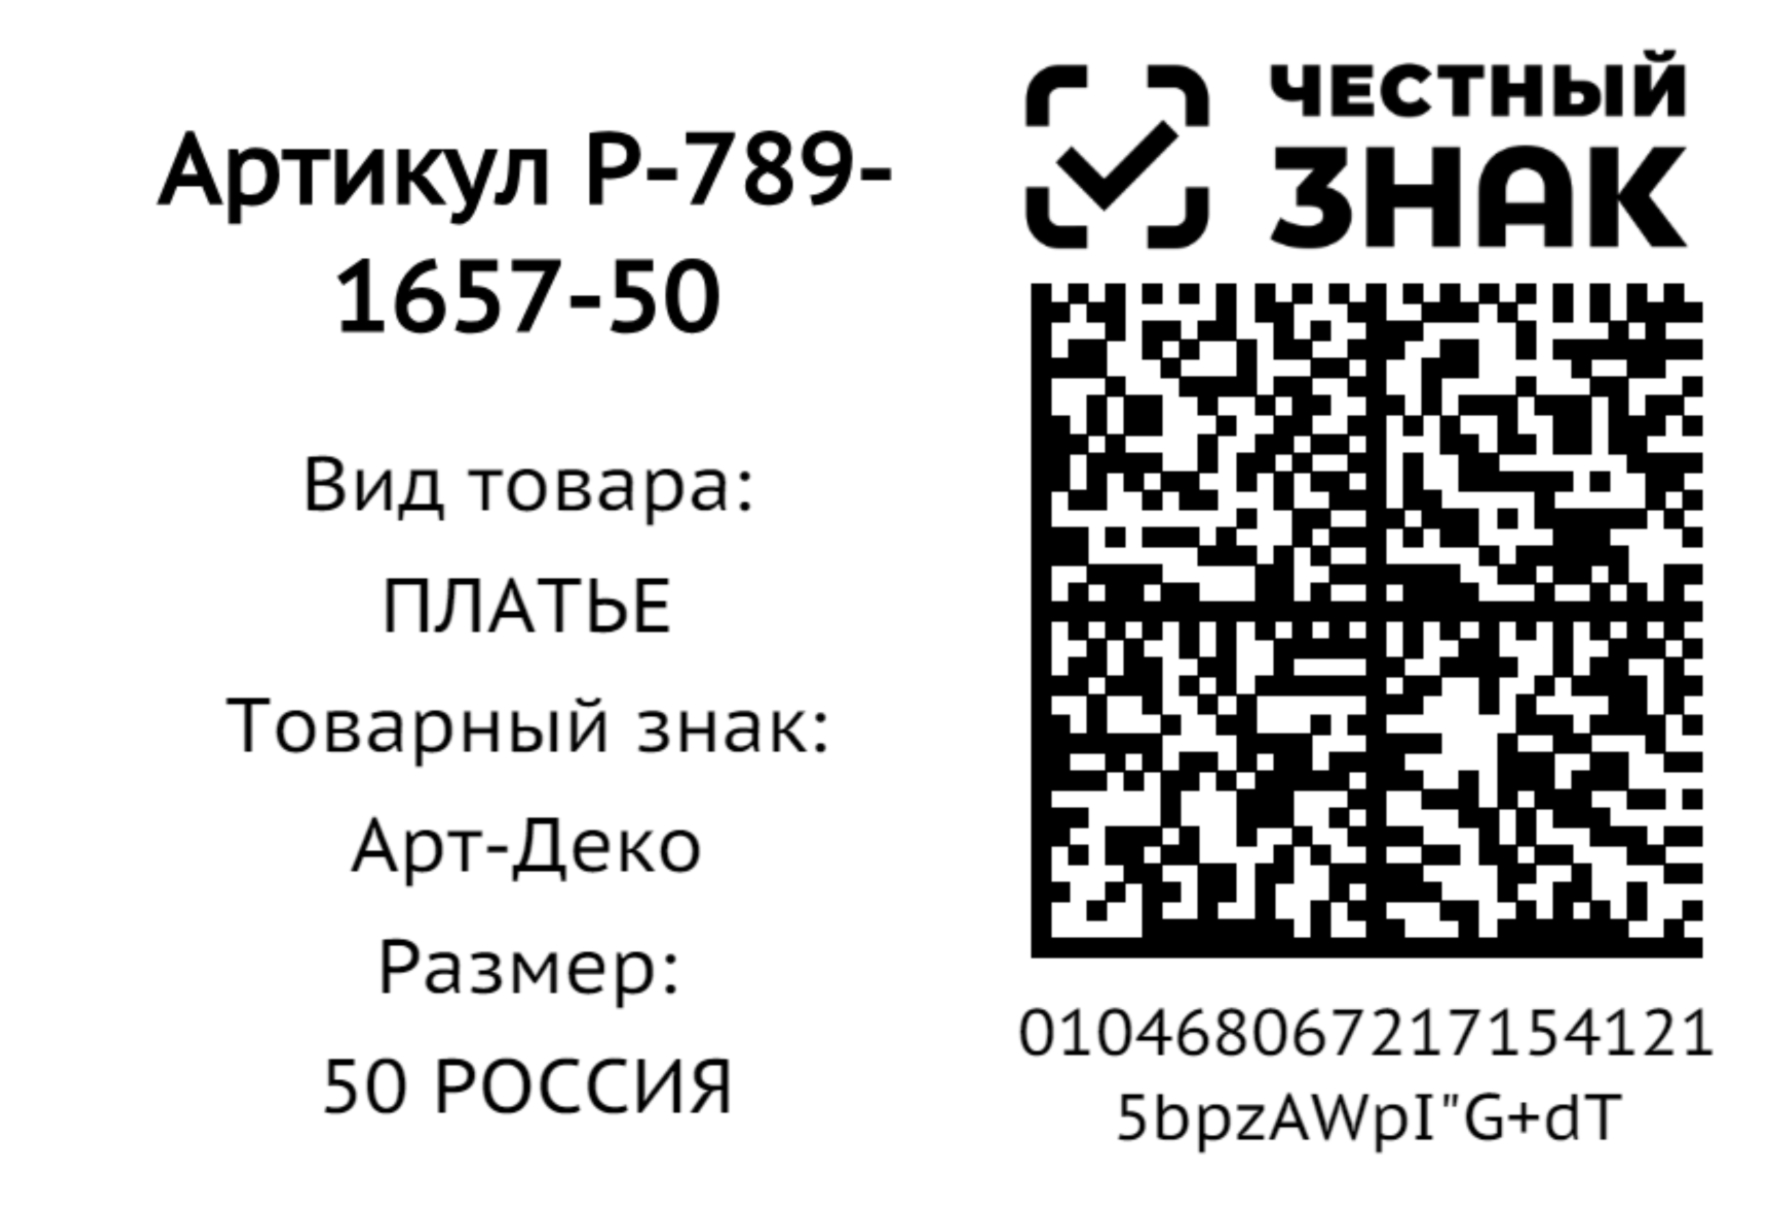 Артикул Р-789-
1657-50
Вид товара:
ПЛАТЬЕ
Товарный знак:
Арт-Деко
Размер:
50 РОССИЯ
ЧЕСТНЫЙ
ЗНАК
010468067217154121
5bpzAWpI"G+dT